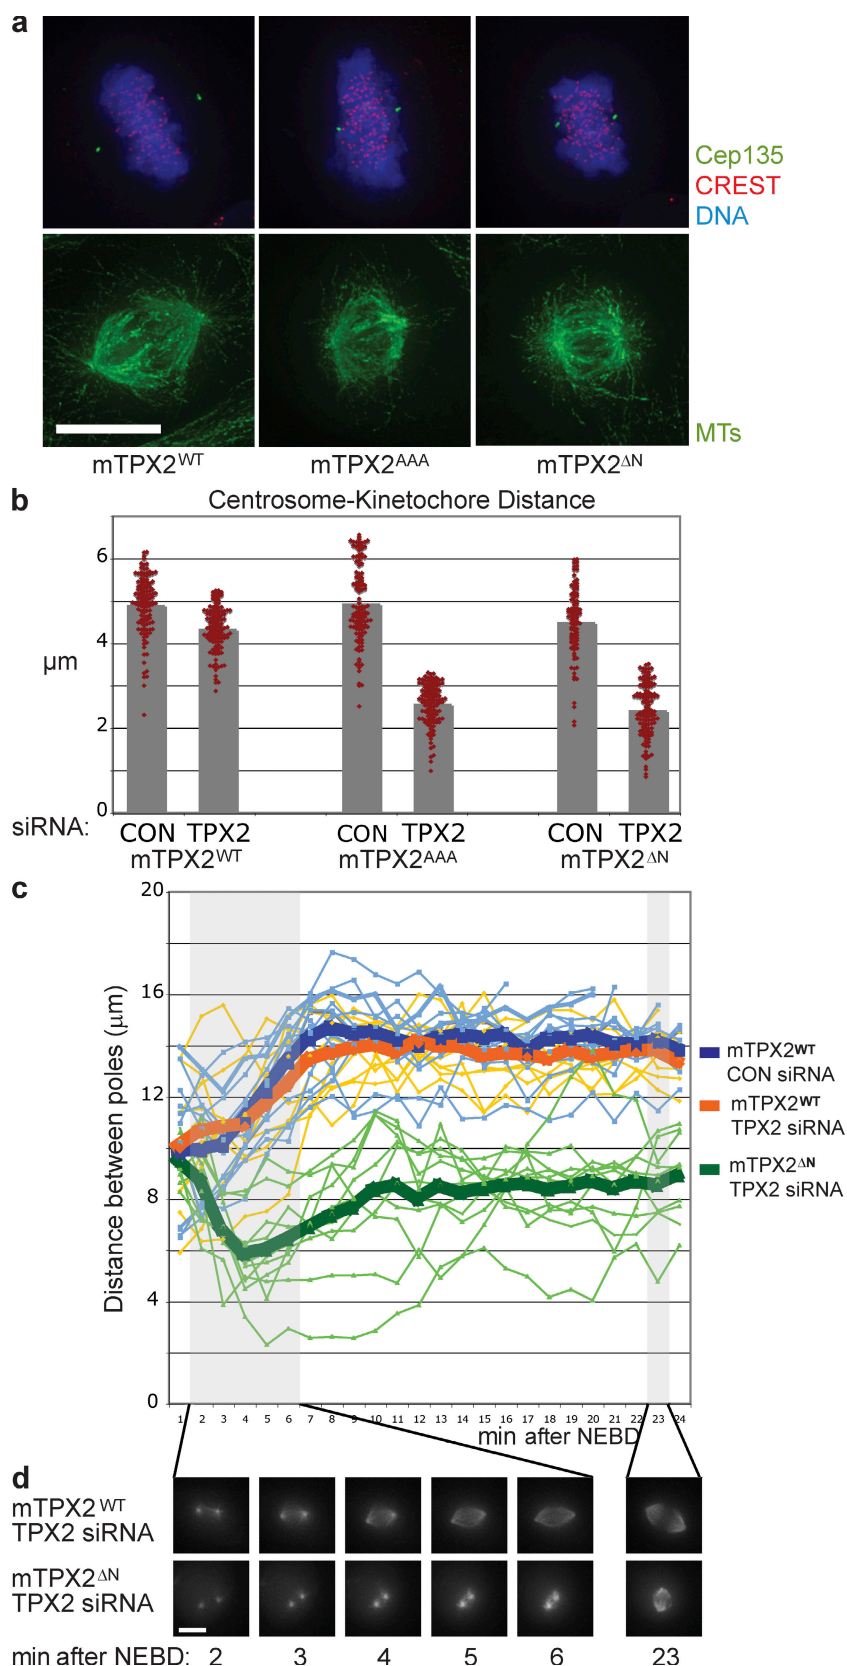 a
Cep135
CREST
DNA
MTs
mTPX2WT mTPX2AAA mTPX2ΔN
b
Centrosome-Kinetochore Distance
6
4
µm
2
0
siRNA: CON TPX2 CON TPX2 CON TPX2
mTPX2WT mTPX2AAA mTPX2ΔN
c
20
16
12
8
4
0
Distance between poles (µm)
mTPX2WT
CON siRNA
mTPX2WT
TPX2 siRNA
mTPX2ΔN
TPX2 siRNA
1 2 3 4 5 6 7 8 9 10 11 12 13 14 15 16 17 18 19 20 21 22 23 24
min after NEBD
d
mTPX2WT
TPX2 siRNA
mTPX2ΔN
TPX2 siRNA
min after NEBD: 2 3 4 5 6 23